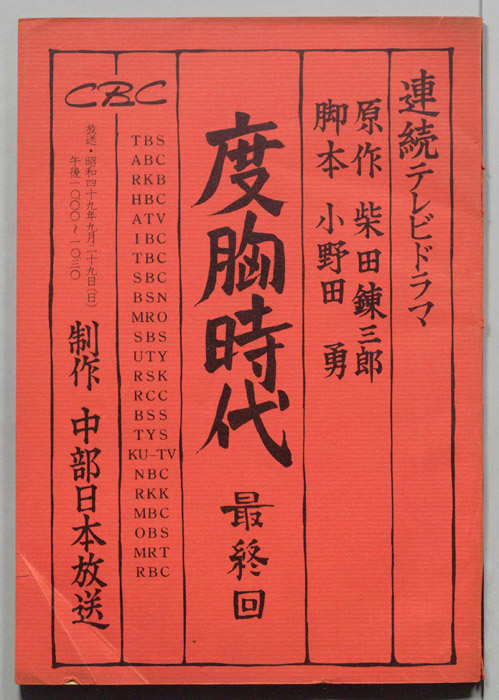 連続テレビドラマ
原作 柴田錬三郎
脚本 小野田 勇
度胸時代 最終回
TBS
ABC
RKB
HBC
ATV
IBC
TBC
SBC
BSN
MRO
SBS
UTY
RSK
RCC
BSS
TYS
KU-TV
NBC
RKK
MBC
OBS
MRT
RBC
CBC
放送・昭和四十九年九月二十九日(日)
午後一〇〇〇~一〇三〇
制作 中部日本放送